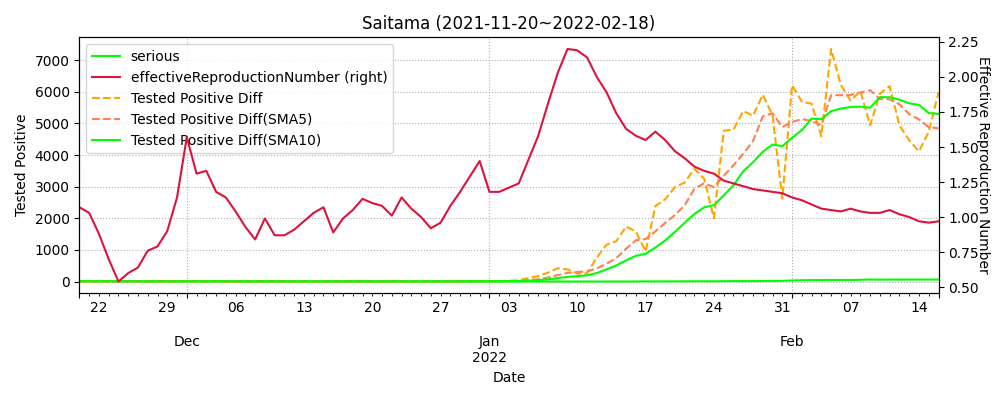 Saitama (2021-11-20~2022-02-18)
serious
effectiveReproductionNumber (right)
Tested Positive Diff
Tested Positive Diff(SMA5)
Tested Positive Diff(SMA10)
Tested Positive
7000
6000
5000
4000
3000
2000
1000
0
2.25
2.00
1.75
1.50
1.25
1.00
0.75
0.50
Effective Reproduction Number
22 29 06 13 20 27 03 10 17 24 31 07 14
Dec Jan Feb
2022
Date